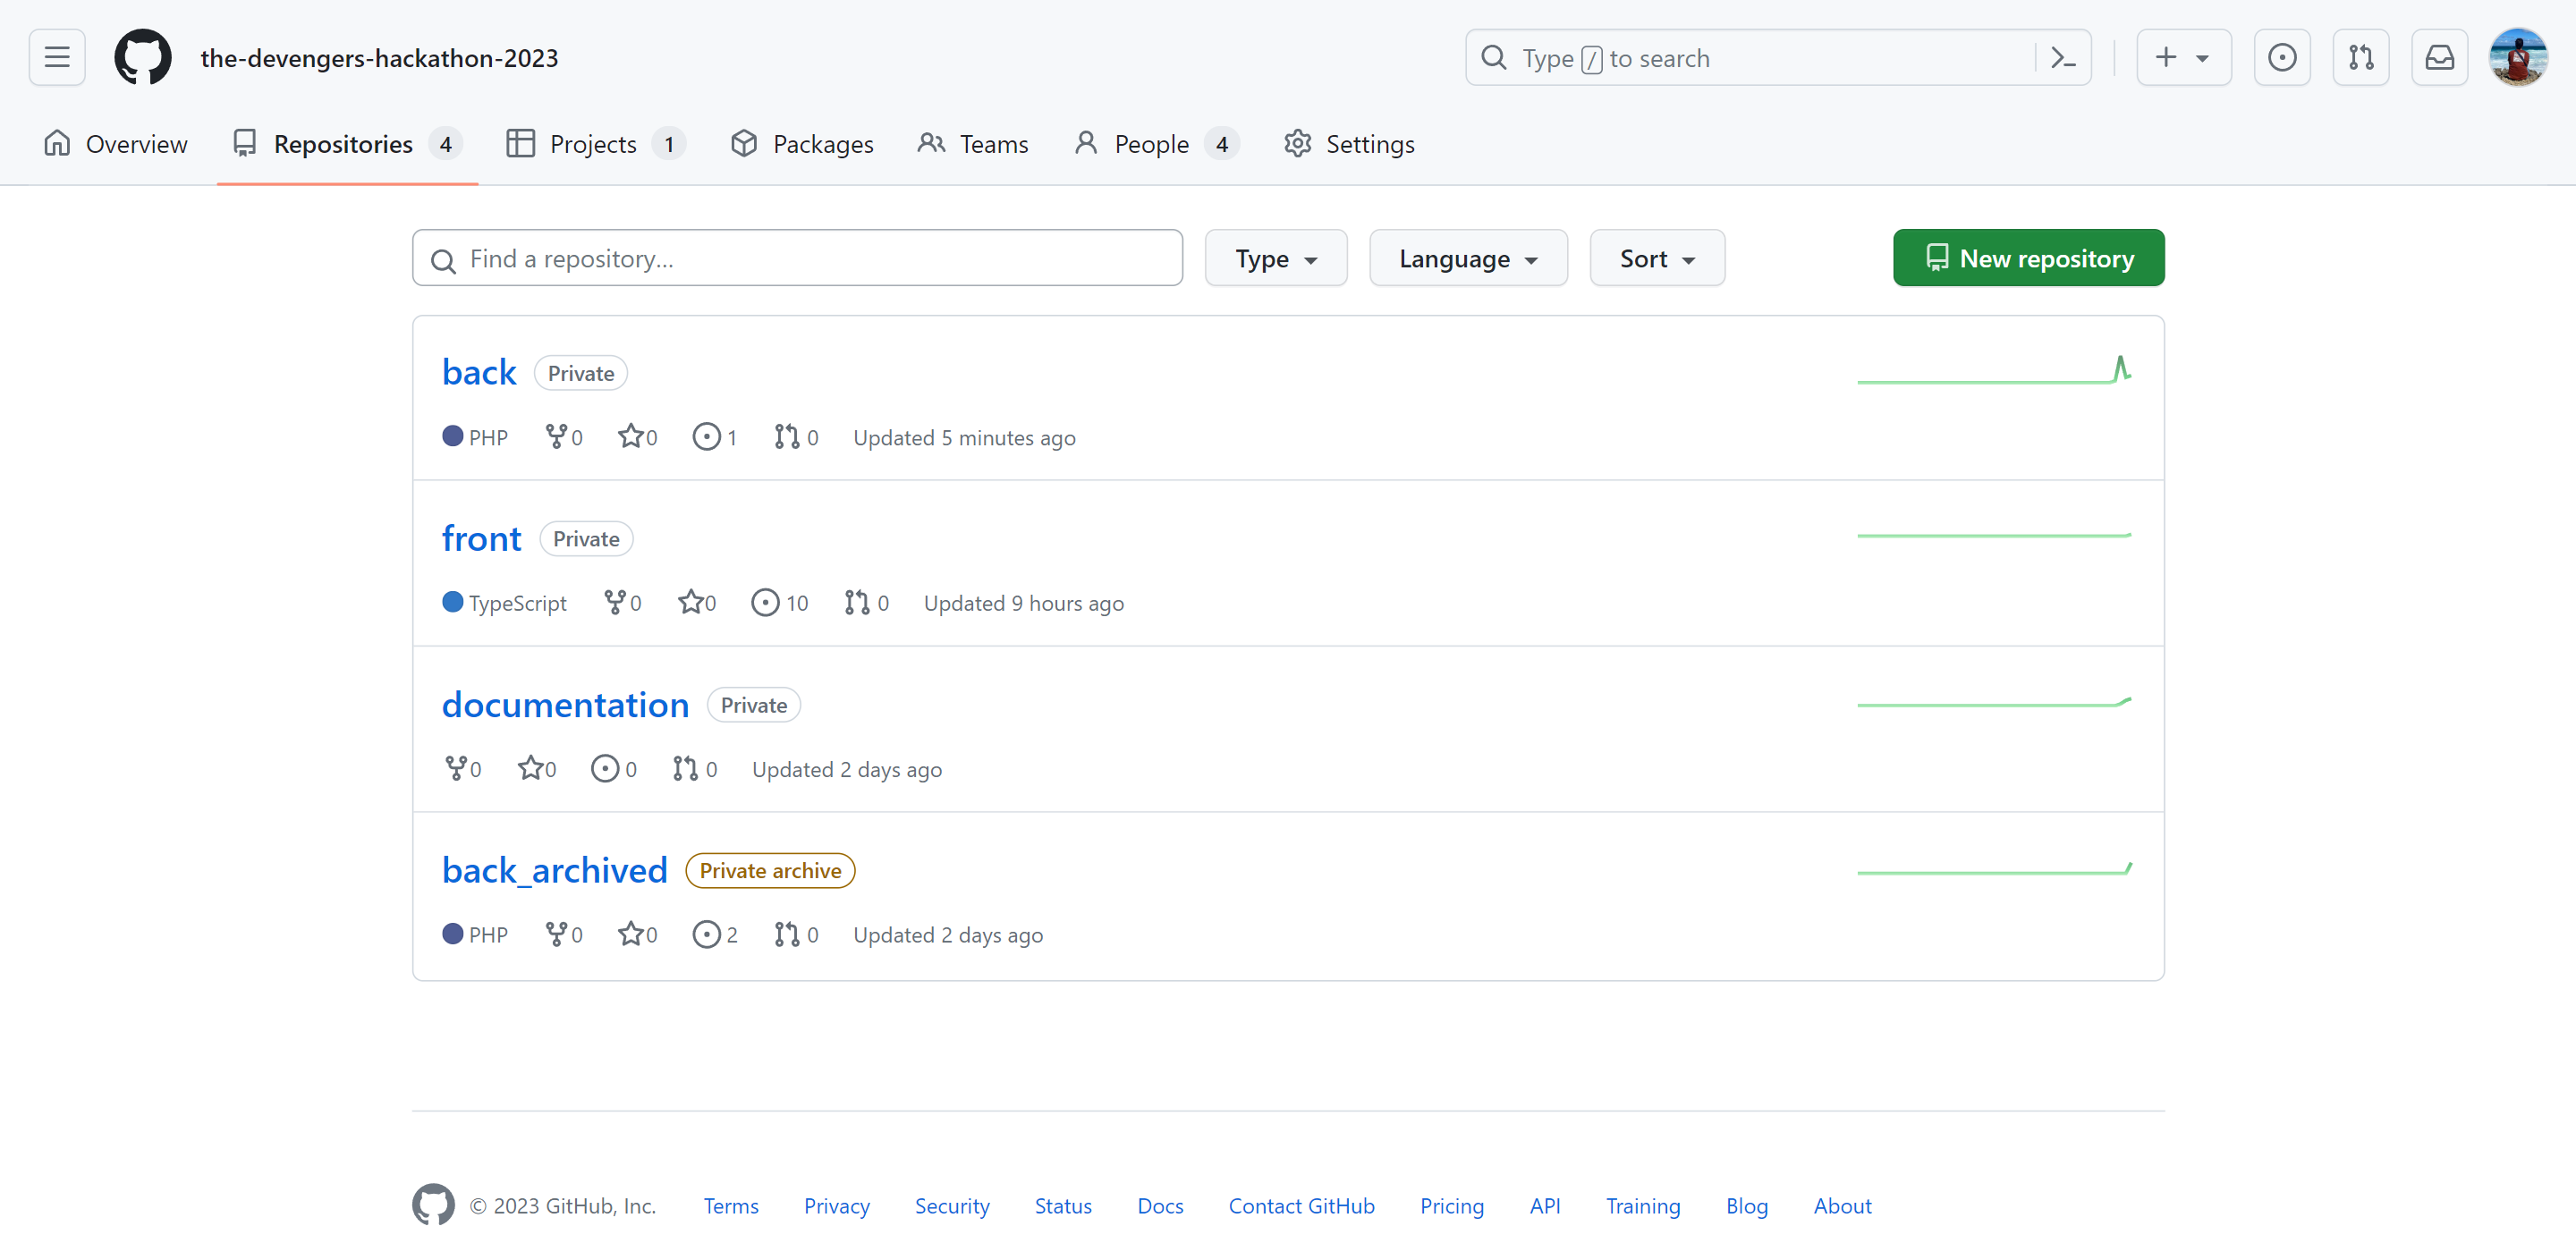 the-devengers-hackathon-2023
Type / to search
Overview Repositories 4 Projects 1 Packages Teams People 4 Settings
Find a repository... Type Language Sort New repository
back Private
PHP 0 0 1 0 Updated 5 minutes ago
front Private
TypeScript 0 0 10 0 Updated 9 hours ago
documentation Private
0 0 0 0 Updated 2 days ago
back_archived Private archive
PHP 0 0 2 0 Updated 2 days ago
© 2023 GitHub, Inc. Terms Privacy Security Status Docs Contact GitHub Pricing API Training Blog About